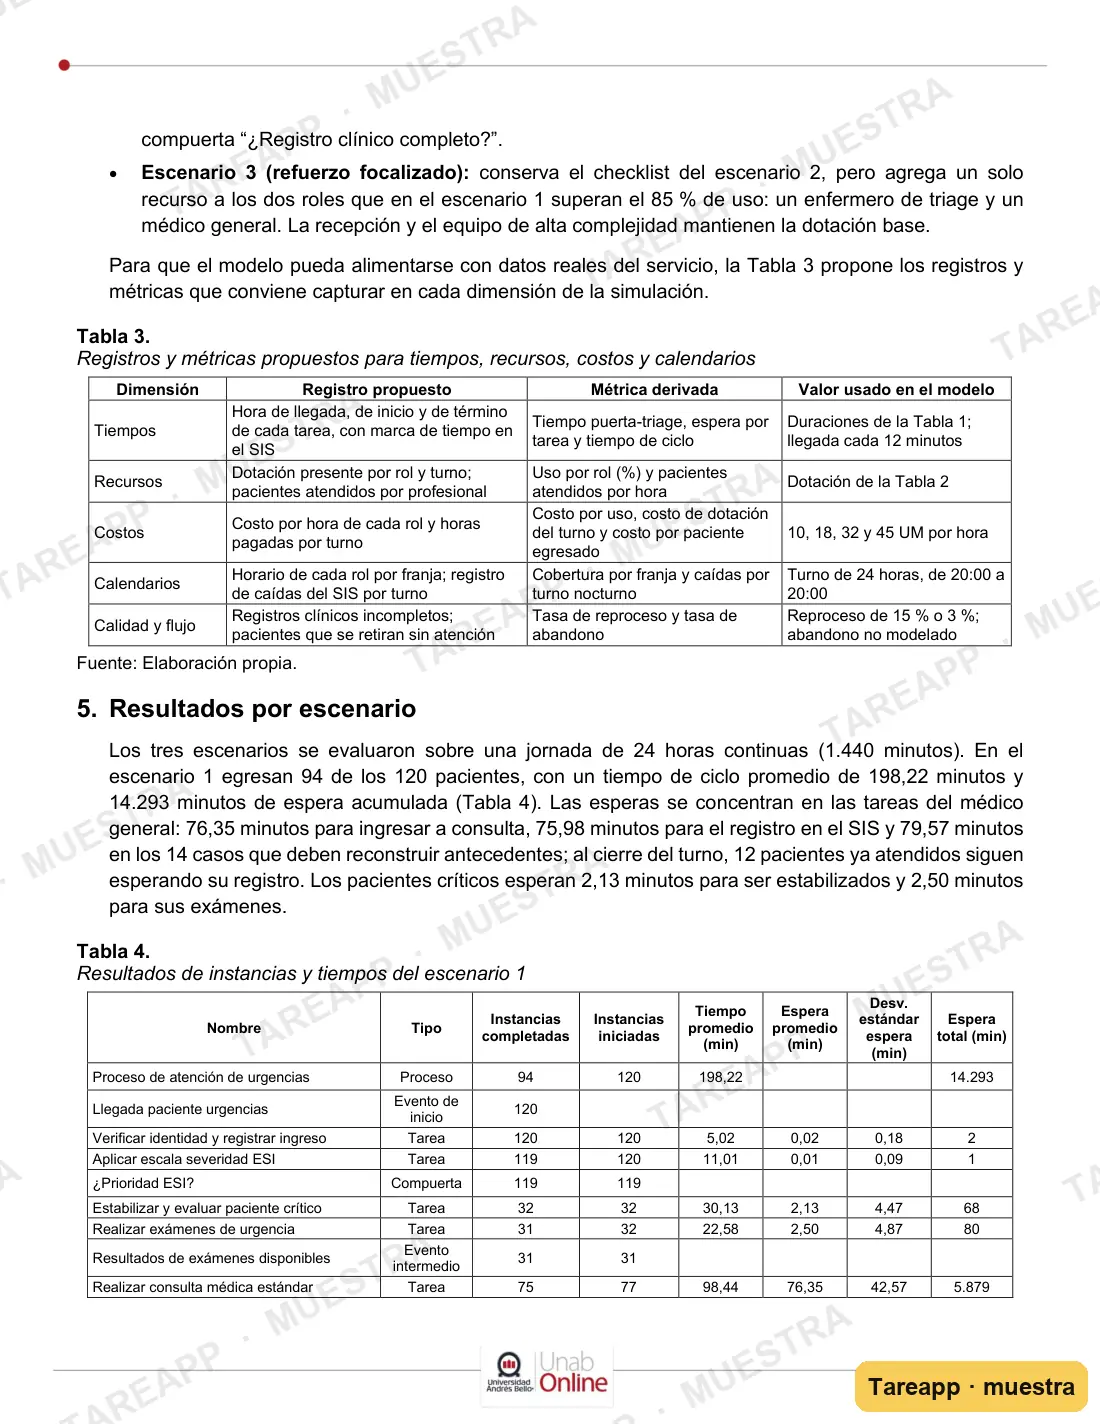 compuerta “¿Registro clínico completo?”.
• Escenario 3 (refuerzo focalizado): conserva el checklist del escenario 2, pero agrega un solo
recurso a los dos roles que en el escenario 1 superan el 85 % de uso: un enfermero de triage y un
médico general. La recepción y el equipo de alta complejidad mantienen la dotación base.
Para que el modelo pueda alimentarse con datos reales del servicio, la Tabla 3 propone los registros y
métricas que conviene capturar en cada dimensión de la simulación.
Tabla 3.
Registros y métricas propuestos para tiempos, recursos, costos y calendarios
Dimensión Registro propuesto Métrica derivada Valor usado en el modelo
Tiempos
Hora de llegada, de inicio y de término
de cada tarea, con marca de tiempo en
el SIS
Tiempo puerta-triage, espera por
tarea y tiempo de ciclo
Duraciones de la Tabla 1;
llegada cada 12 minutos
Recursos
Dotación presente por rol y turno;
pacientes atendidos por profesional
Uso por rol (%) y pacientes
atendidos por hora
Dotación de la Tabla 2
Costos
Costo por hora de cada rol y horas
pagadas por turno
Costo por uso, costo de dotación
del turno y costo por paciente
egresado
10, 18, 32 y 45 UM por hora
Calendarios
Horario de cada rol por franja; registro
de caídas del SIS por turno
Cobertura por franja y caídas por
turno nocturno
Turno de 24 horas, de 20:00 a
20:00
Calidad y flujo
Registros clínicos incompletos;
pacientes que se retiran sin atención
Tasa de reproceso y tasa de
abandono
Reproceso de 15 % o 3 %;
abandono no modelado
Fuente: Elaboración propia.
5. Resultados por escenario
Los tres escenarios se evaluaron sobre una jornada de 24 horas continuas (1.440 minutos). En el
escenario 1 egresan 94 de los 120 pacientes, con un tiempo de ciclo promedio de 198,22 minutos y
14.293 minutos de espera acumulada (Tabla 4). Las esperas se concentran en las tareas del médico
general: 76,35 minutos para ingresar a consulta, 75,98 minutos para el registro en el SIS y 79,57 minutos
en los 14 casos que deben reconstruir antecedentes; al cierre del turno, 12 pacientes ya atendidos siguen
esperando su registro. Los pacientes críticos esperan 2,13 minutos para ser estabilizados y 2,50 minutos
para sus exámenes.
Tabla 4.
Resultados de instancias y tiempos del escenario 1
Nombre
Tipo
Instancias
completadas
Instancias
iniciadas
Tiempo
promedio
(min)
Espera
promedio
(min)
Desv.
estándar
espera
(min)
Espera
total (min)
Proceso de atención de urgencias Proceso 94 120 198,22 14.293
Llegada paciente urgencias Evento de
inicio 120
Verificar identidad y registrar ingreso Tarea 120 120 5,02 0,02 0,18 2
Aplicar escala severidad ESI Tarea 119 120 11,01 0,01 0,09 1
¿Prioridad ESI? Compuerta 119 119
Estabilizar y evaluar paciente crítico Tarea 32 32 30,13 2,13 4,47 68
Realizar exámenes de urgencia Tarea 31 32 22,58 2,50 4,87 80
Resultados de exámenes disponibles Evento
intermedio 31 31
Realizar consulta médica estándar Tarea 75 77 98,44 76,35 42,57 5.879
Universidad
Andrés Bello
Unab
Online
Tareapp · muestra
TAREAPP · MUESTRA